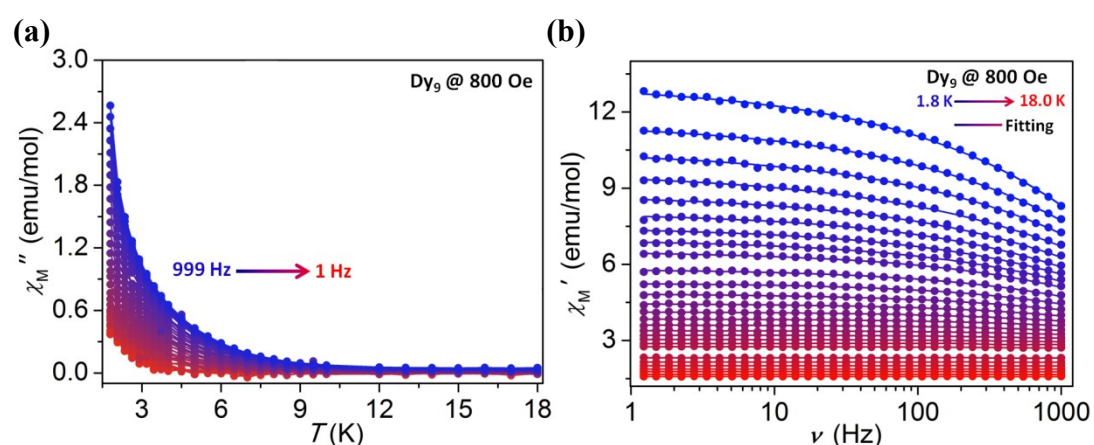 (a)
Dy₉ @ 800 Oe
3.0
2.4
1.8
1.2
0.6
0.0
χM″ (emu/mol)
999 Hz 1 Hz
3 6 9 12 15 18
T (K)
(b)
Dy₉ @ 800 Oe
1.8 K 18.0 K
Fitting
12
9
6
3
χM′ (emu/mol)
1 10 100 1000
ν (Hz)